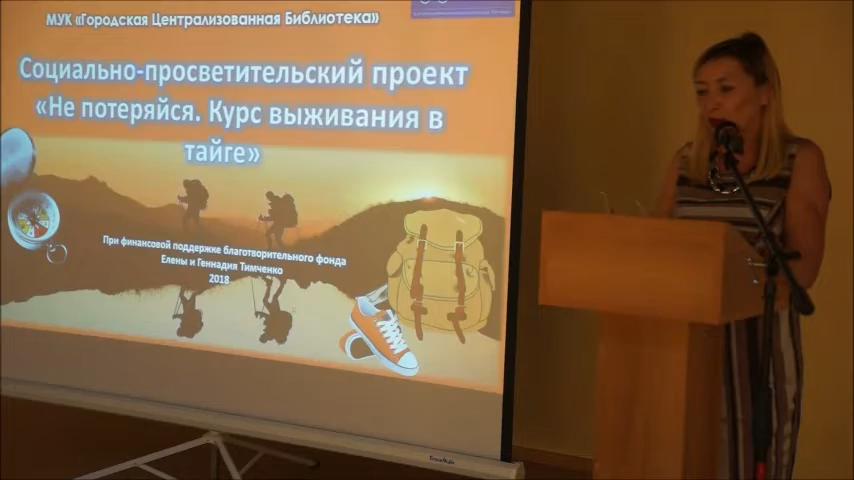 МУК «Городская Централизованная Библиотека»
Социально-просветительский проект
«Не потеряйся. Курс выживания в
тайге»
При финансовой поддержке благотворительного фонда
Елены и Геннадия Тимченко
2018